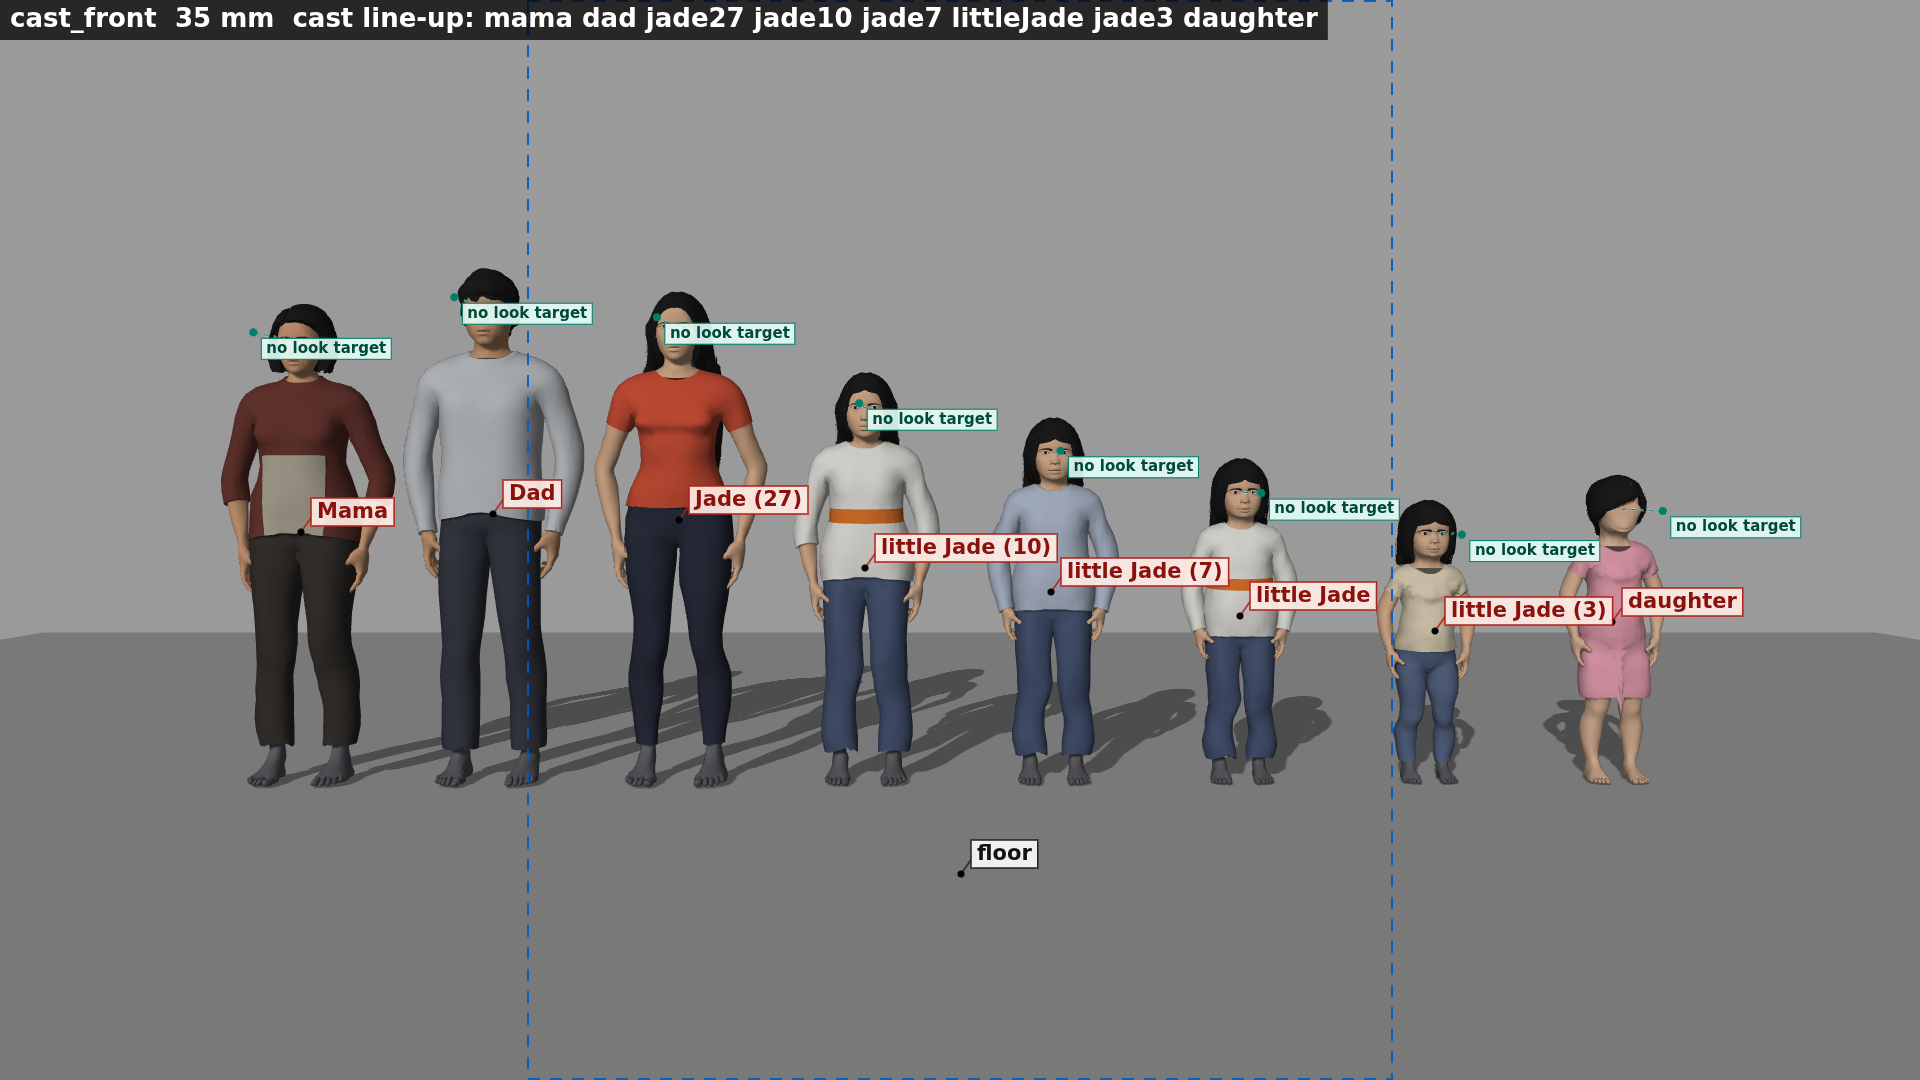 cast_front 35 mm cast line-up: mama dad jade27 jade10 jade7 littleJade jade3 daughter
no look target
no look target
no look target
no look target
no look target
no look target
no look target
no look target
Mama
Dad
Jade (27)
little Jade (10)
little Jade (7)
little Jade
little Jade (3)
daughter
floor